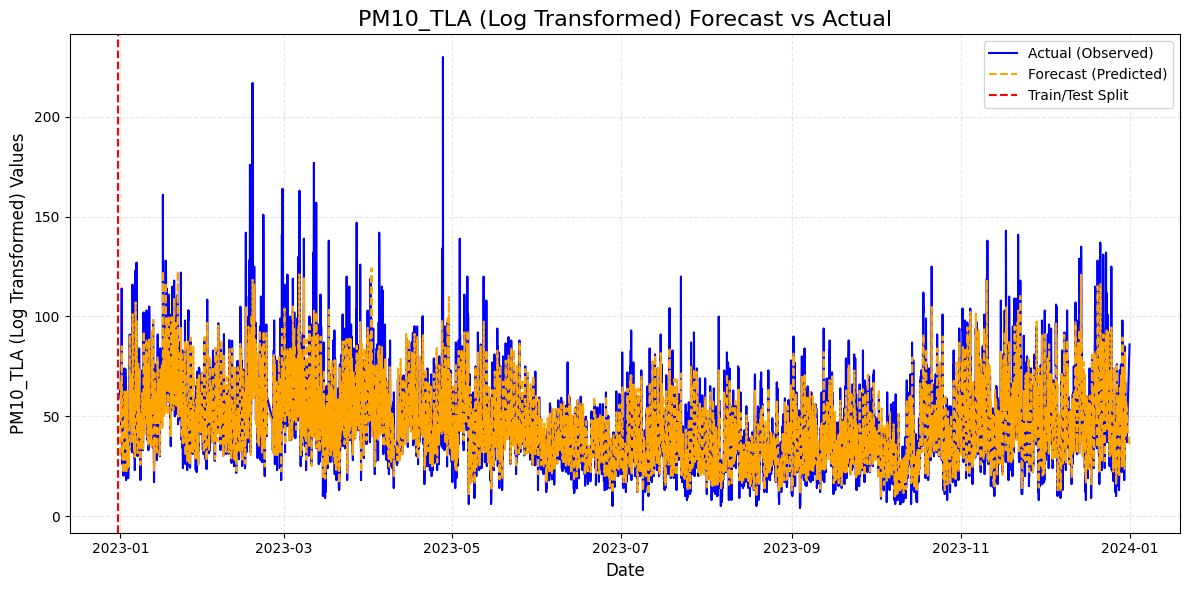 PM10_TLA (Log Transformed) Forecast vs Actual
Actual (Observed)
Forecast (Predicted)
Train/Test Split
PM10_TLA (Log Transformed) Values
200
150
100
50
0
2023-01 2023-03 2023-05 2023-07 2023-09 2023-11 2024-01
Date